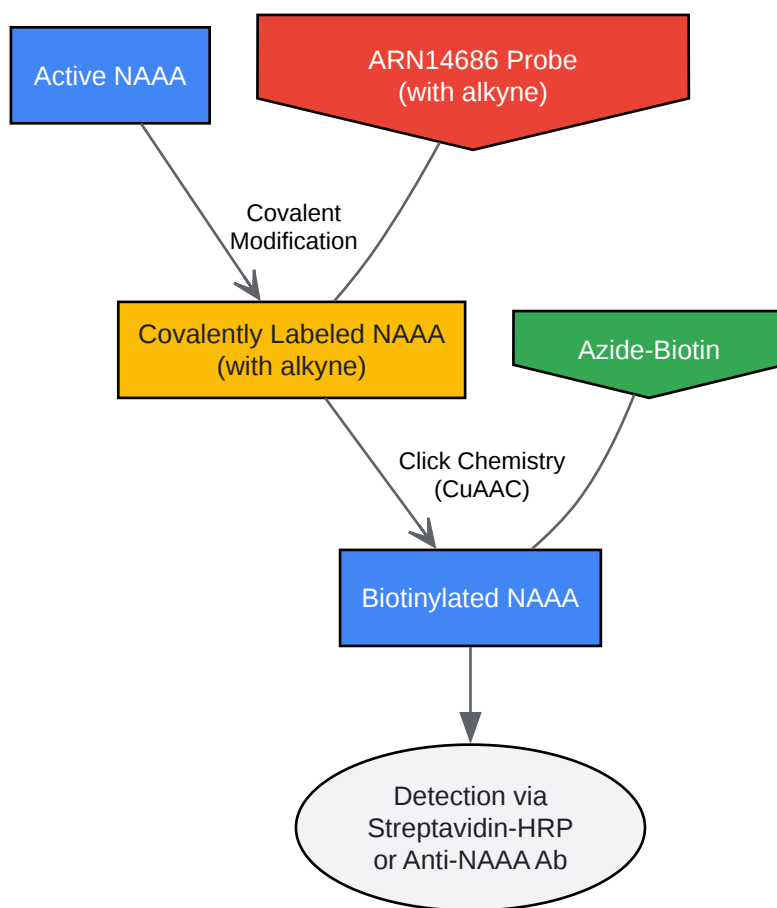 Active NAAA
ARN14686 Probe
(with alkyne)
Covalent
Modification
Covalently Labeled NAAA
(with alkyne)
Azide-Biotin
Click Chemistry
(CuAAC)
Biotinylated NAAA
Detection via
Streptavidin-HRP
or Anti-NAAA Ab